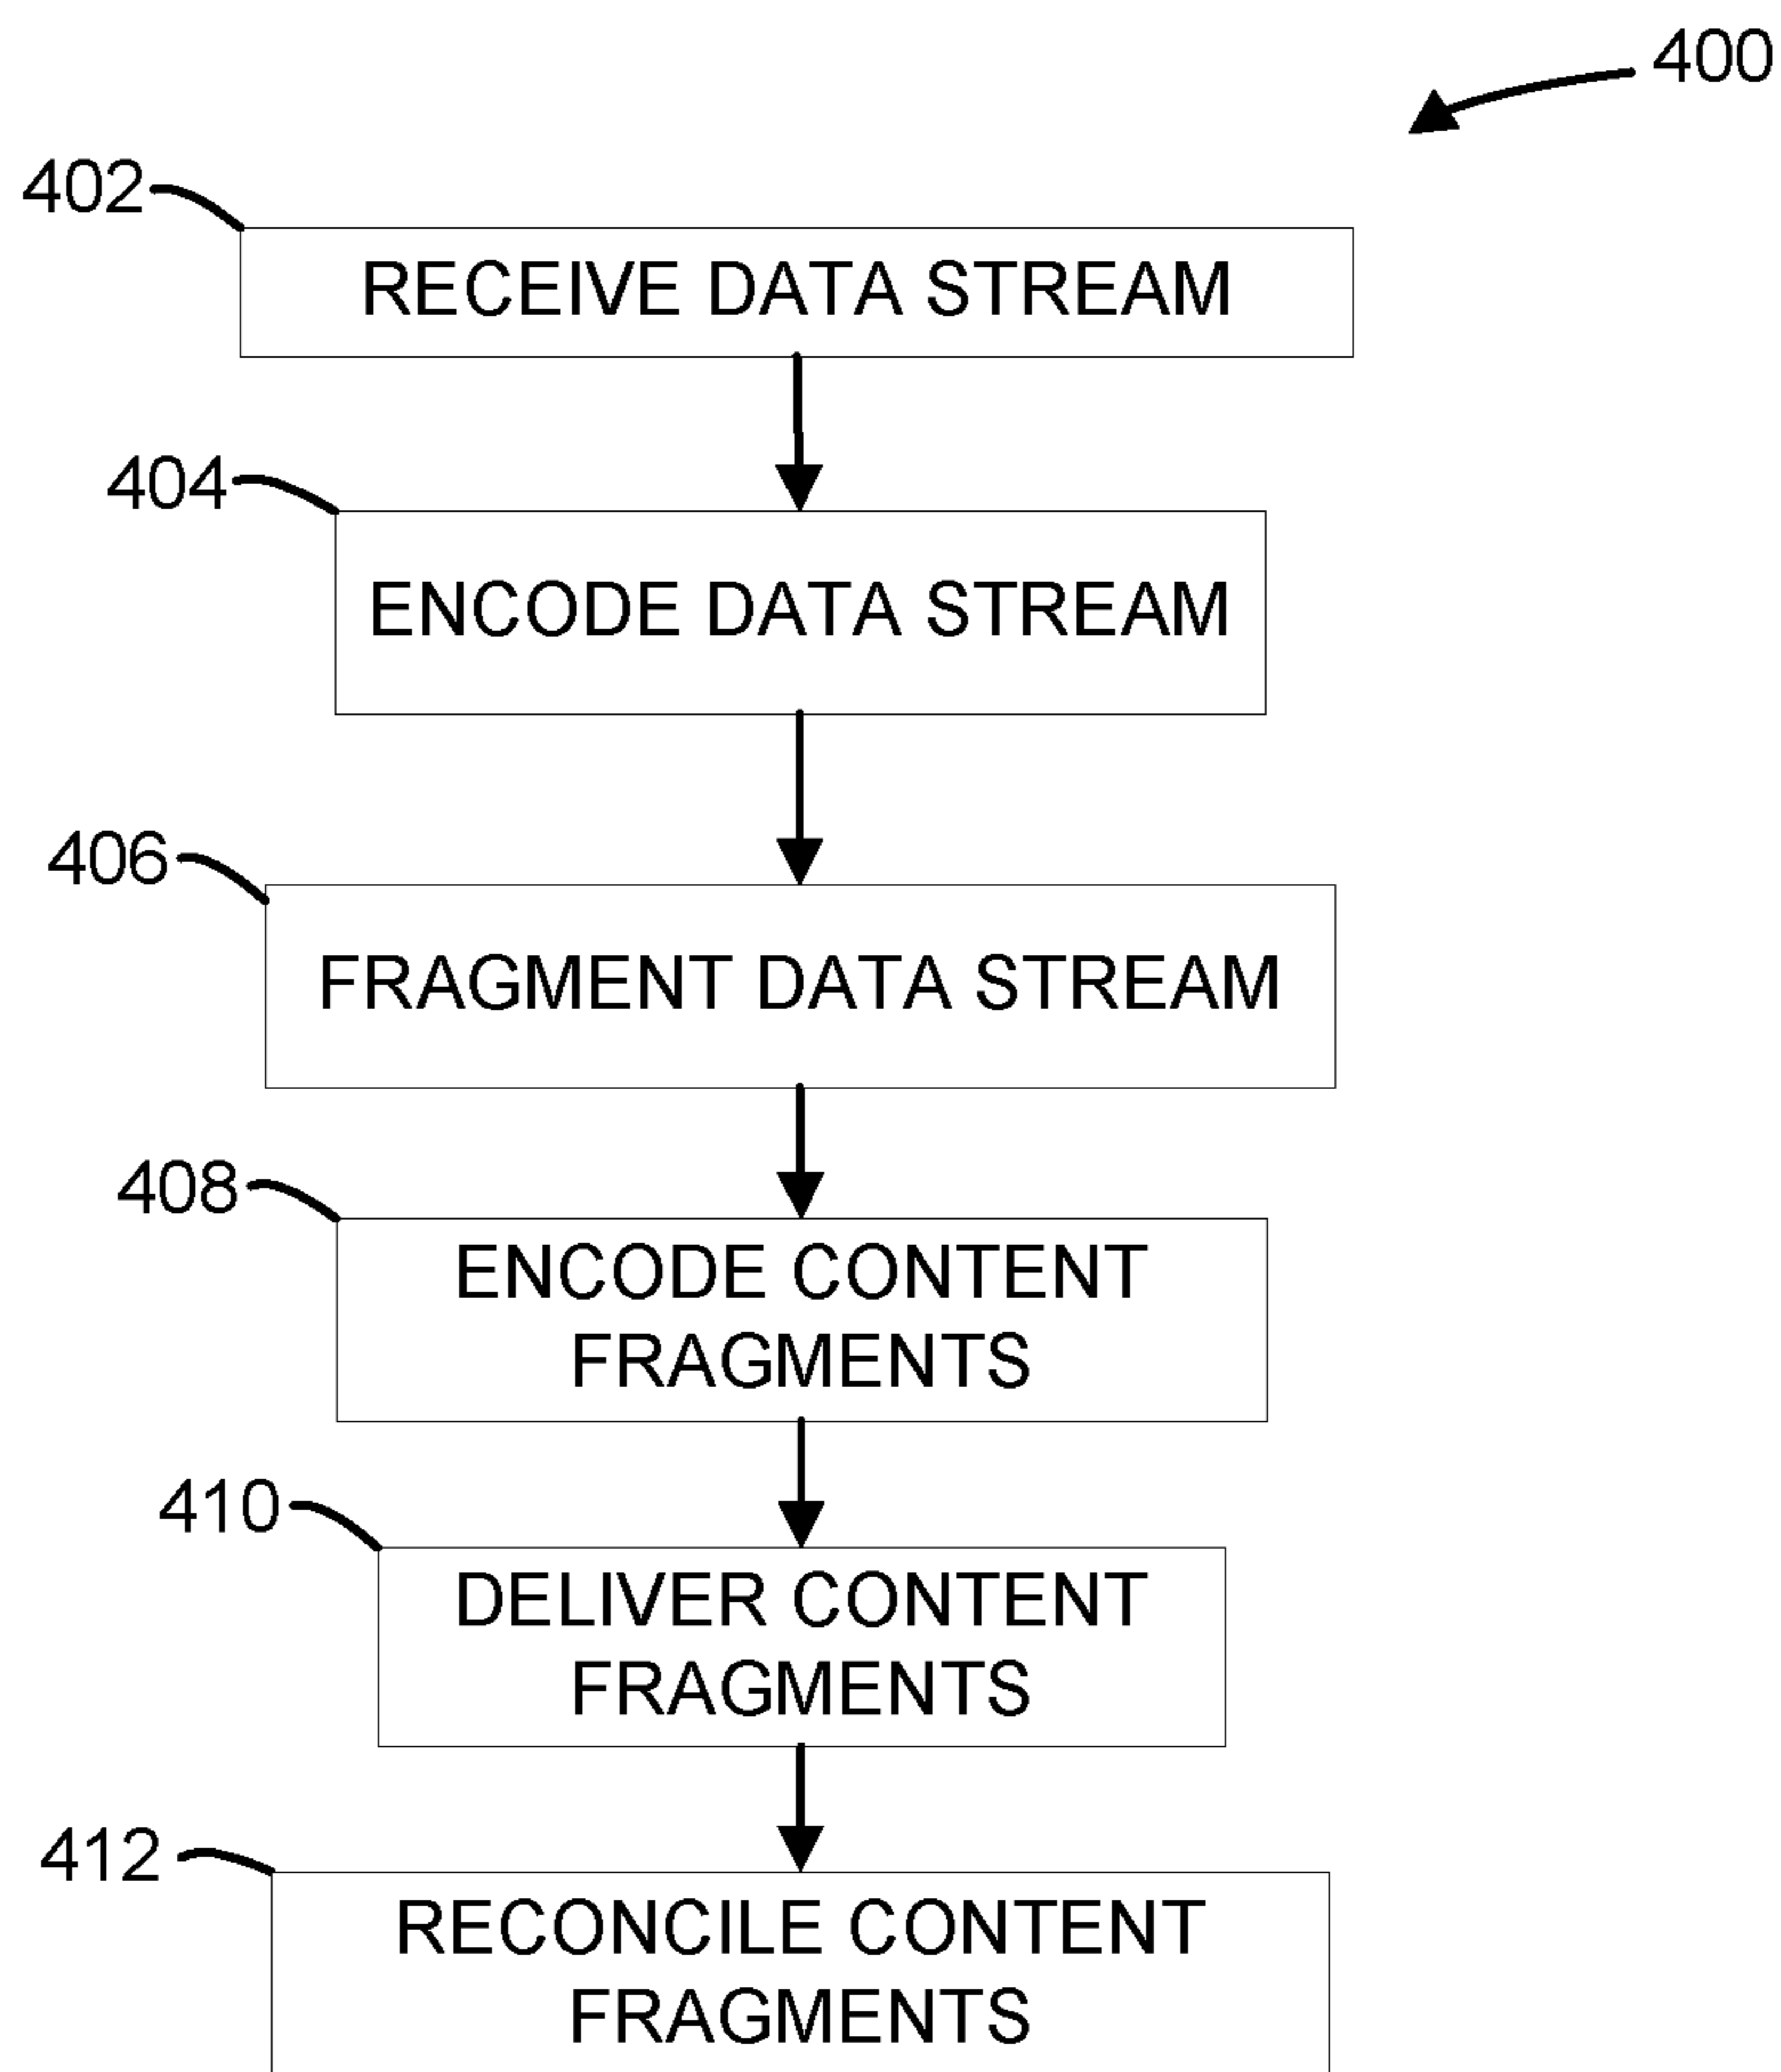 400
402
RECEIVE DATA STREAM
404
ENCODE DATA STREAM
406
FRAGMENT DATA STREAM
408
ENCODE CONTENT
FRAGMENTS
410
DELIVER CONTENT
FRAGMENTS
412
RECONCILE CONTENT
FRAGMENTS